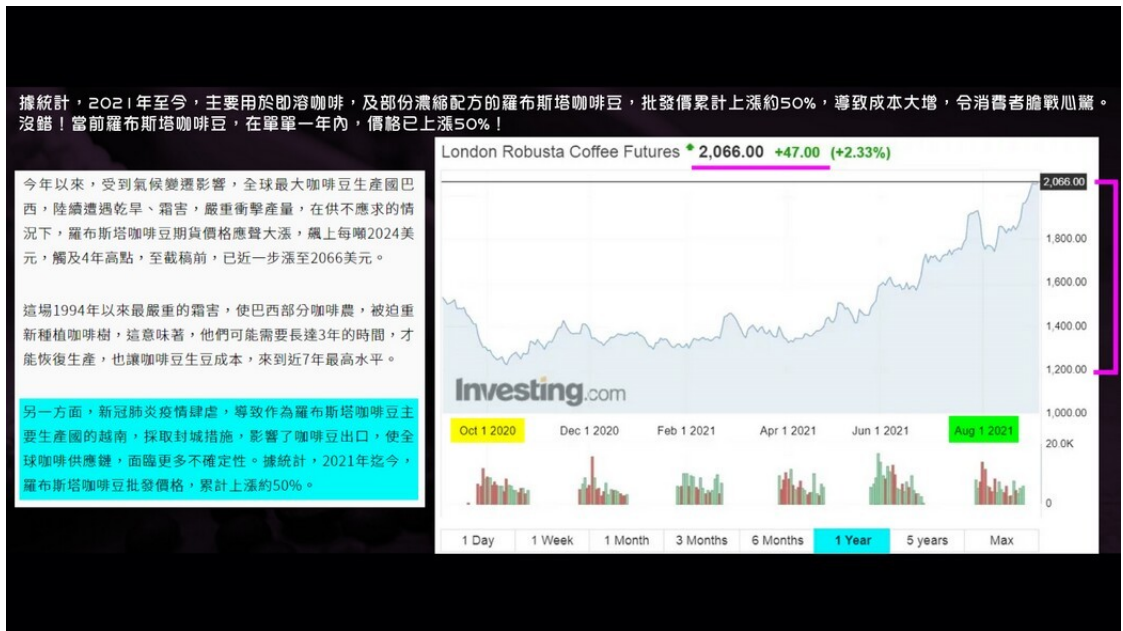 據統計，2021年至今，主要用於即溶咖啡，及部份濃縮配方的羅布斯塔咖啡豆，批發價累計上漲約50%，導致成本大增，令消費者膽戰心驚。
沒錯！當前羅布斯塔咖啡豆，在單單一年內，價格已上漲50%！
今年以來，受到氣候變遷影響，全球最大咖啡豆生產國巴
西，陸續遭遇乾旱、霜害，嚴重衝擊產量，在供不應求的情
況下，羅布斯塔咖啡豆期貨價格應聲大漲，飆上每噸2024美
元，觸及4年高點，至截稿前，已近一步漲至2066美元。
這場1994年以來最嚴重的霜害，使巴西部分咖啡農，被迫重
新種植咖啡樹，這意味著，他們可能需要長達3年的時間，才
能恢復生產，也讓咖啡豆生豆成本，來到近7年最高水平。
另一方面，新冠肺炎疫情肆虐，導致作為羅布斯塔咖啡豆主
要生產國的越南，採取封城措施，影響了咖啡豆出口，使全
球咖啡供應鏈，面臨更多不確定性。據統計，2021年迄今，
羅布斯塔咖啡豆批發價格，累計上漲約50%。
London Robusta Coffee Futures 2,066.00 +47.00 (+2.33%)
2,066.00
1,800.00
1,600.00
1,400.00
1,200.00
1,000.00
Investing.com
Oct 1 2020 Dec 1 2020 Feb 1 2021 Apr 1 2021 Jun 1 2021 Aug 1 2021
20.0K
0
1 Day 1 Week 1 Month 3 Months 6 Months 1 Year 5 years Max